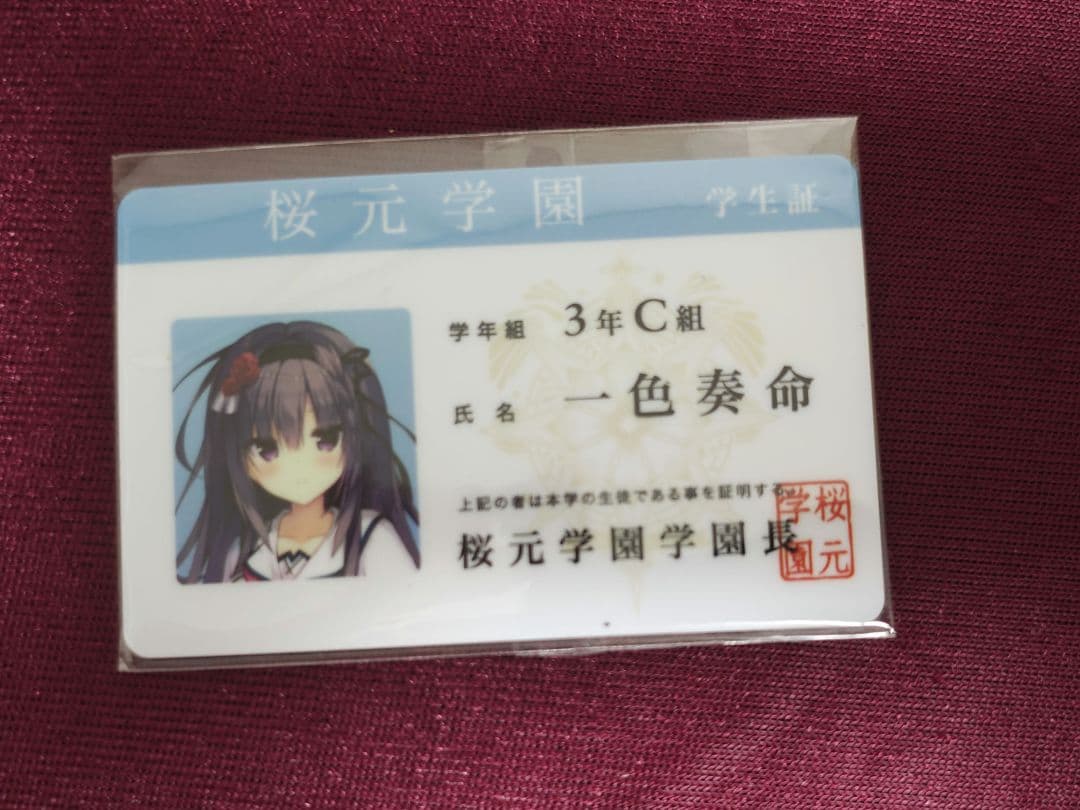 桜元学園 学生証
学年組 3年C組
氏名 一色奏命
上記の者は本学の生徒である事を証明する。
桜元学園学園長
桜元学園